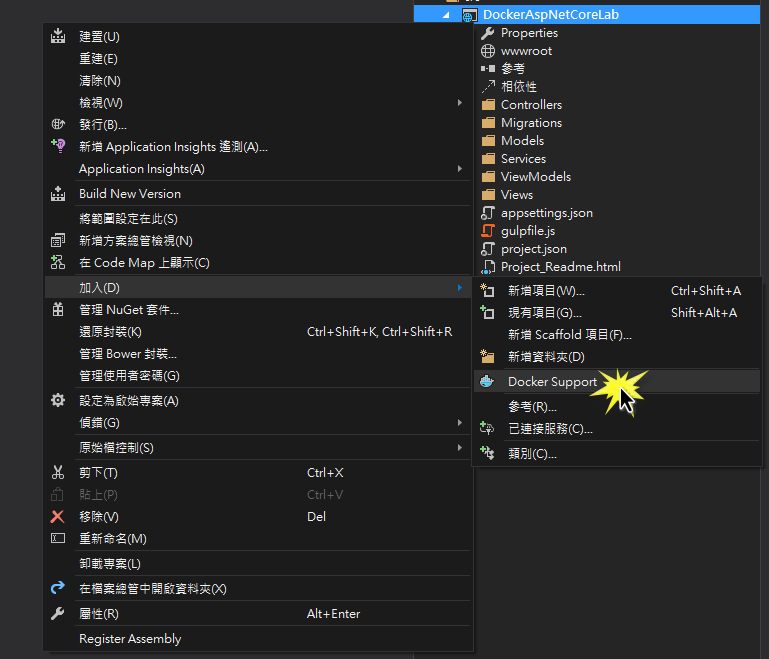 DockerAspNetCoreLab
Properties
wwwroot
參考
相依性
Controllers
Migrations
Models
Services
ViewModels
Views
appsettings.json
gulpfile.js
project.json
Project_Readme.html
建置(U)
重建(E)
清除(N)
檢視(W)
發行(B)...
新增 Application Insights 遙測(A)...
Application Insights(A)
Build New Version
將範圍設定在此(S)
新增方案總管檢視(N)
在 Code Map 上顯示(C)
加入(D)
管理 NuGet 套件...
還原封裝(K) Ctrl+Shift+K, Ctrl+Shift+R
管理 Bower 封裝...
管理使用者密碼(G)
設定為啟始專案(A)
偵錯(G)
原始檔控制(S)
剪下(T) Ctrl+X
貼上(P) Ctrl+V
移除(V) Del
重新命名(M)
卸載專案(L)
在檔案總管中開啟資料夾(X)
屬性(R) Alt+Enter
Register Assembly
新增項目(W)... Ctrl+Shift+A
現有項目(G)... Shift+Alt+A
新增 Scaffold 項目(F)...
新增資料夾(D)
Docker Support
參考(R)...
已連接服務(C)...
類別(C)...